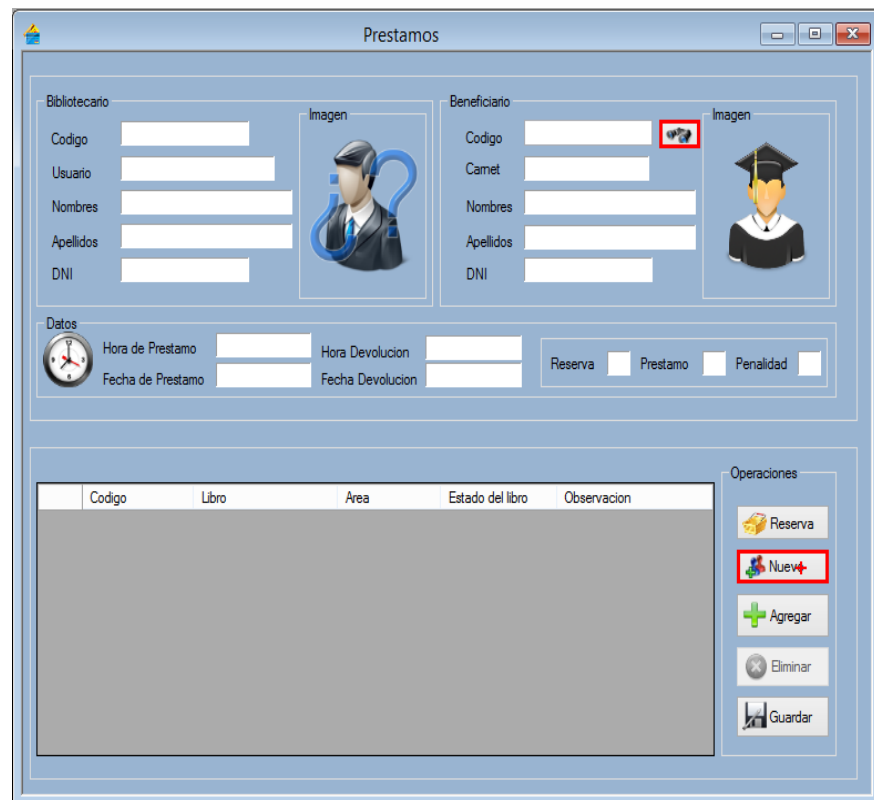 Prestamos
Bibliotecario
Imagen
Codigo
Usuario
Nombres
Apellidos
DNI
Beneficiario
Imagen
Codigo
Carnet
Nombres
Apellidos
DNI
Datos
Hora de Prestamo
Hora Devolucion
Fecha de Prestamo
Fecha Devolucion
Reserva Prestamo Penalidad
Codigo Libro Area Estado del libro Observacion
Operaciones
Reserva
Nuevo
Agregar
Eliminar
Guardar